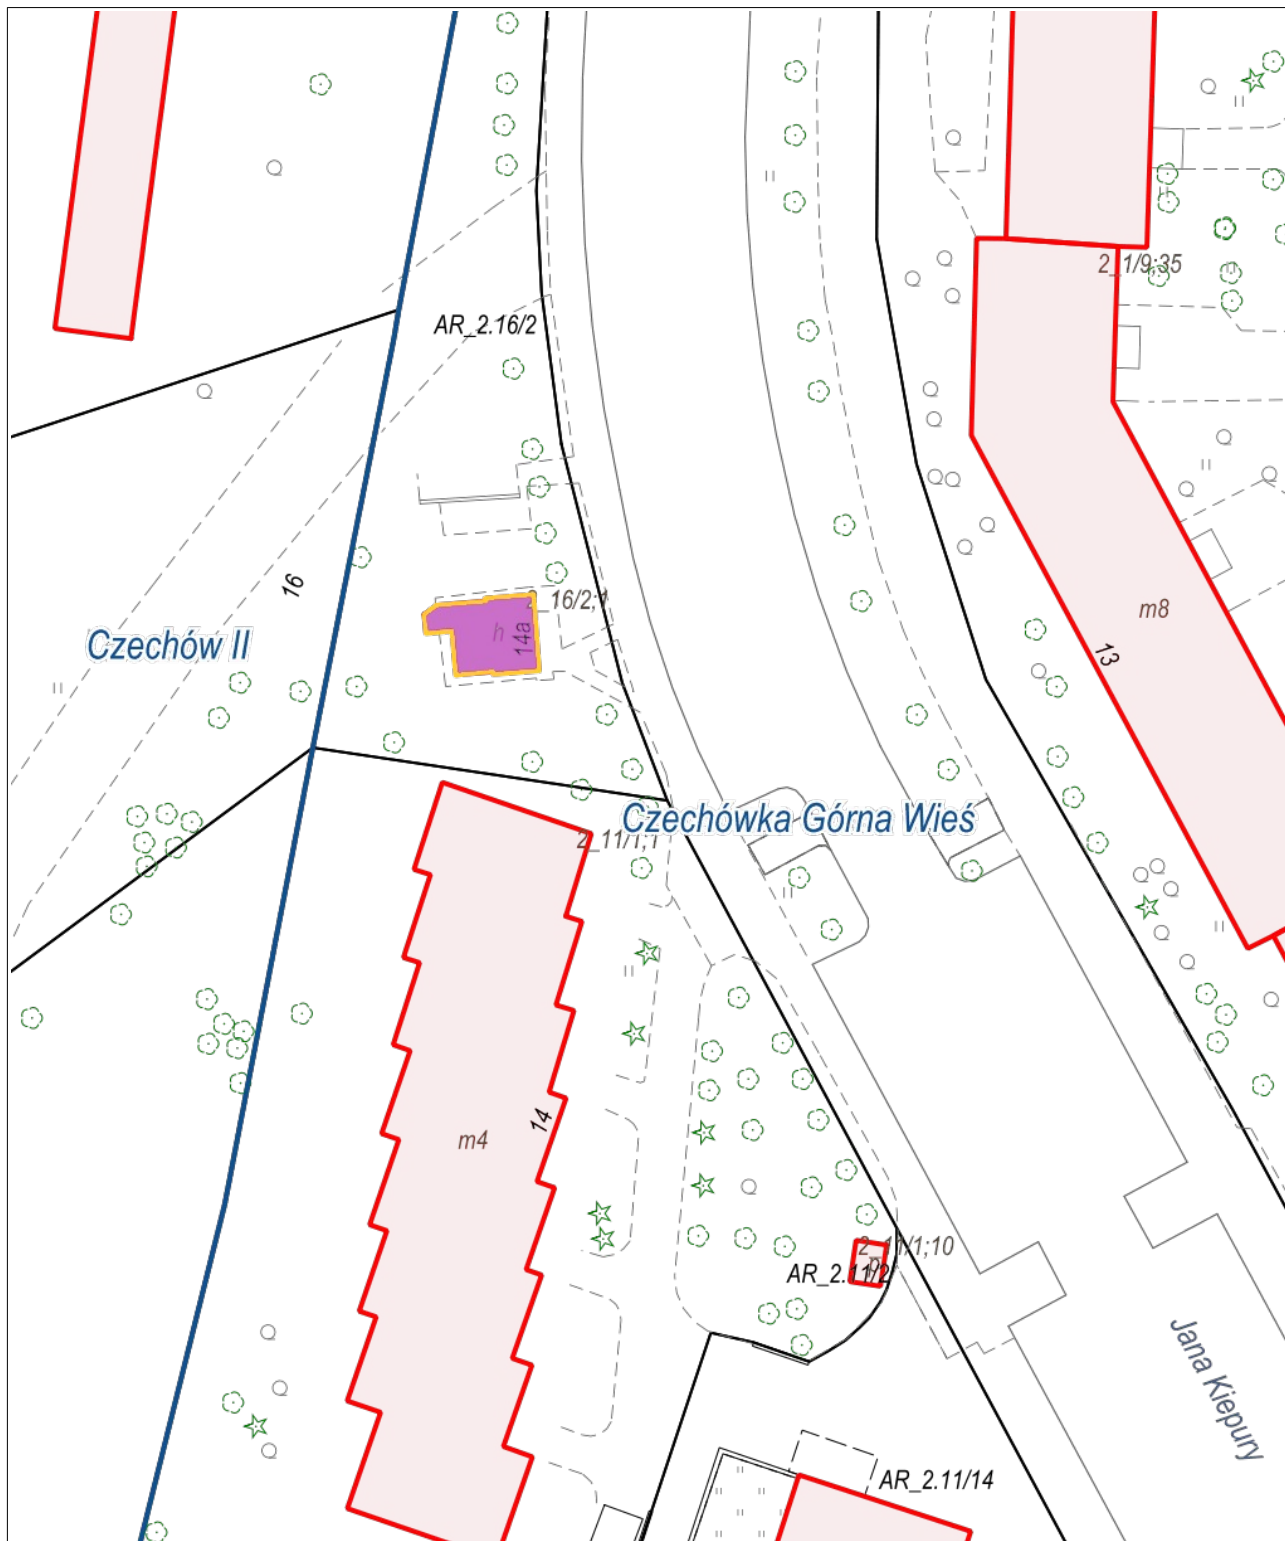 2_1/9;35
AR_2.16/2
16
2_16/2;1
h
14a
Czechów II
m8
13
Czechówka Górna Wieś
2_11/1;1
m4
14
2_11/1;10
p
AR_2.11/2
Jana Kiepury
AR_2.11/14